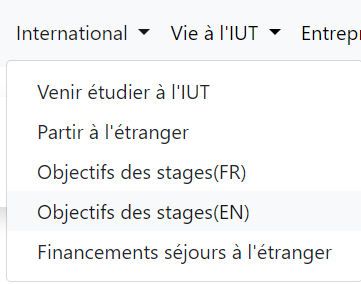 International Vie à l'IUT Entrepr
Venir étudier à l'IUT
Partir à l'étranger
Objectifs des stages(FR)
Objectifs des stages(EN)
Financements séjours à l'étranger